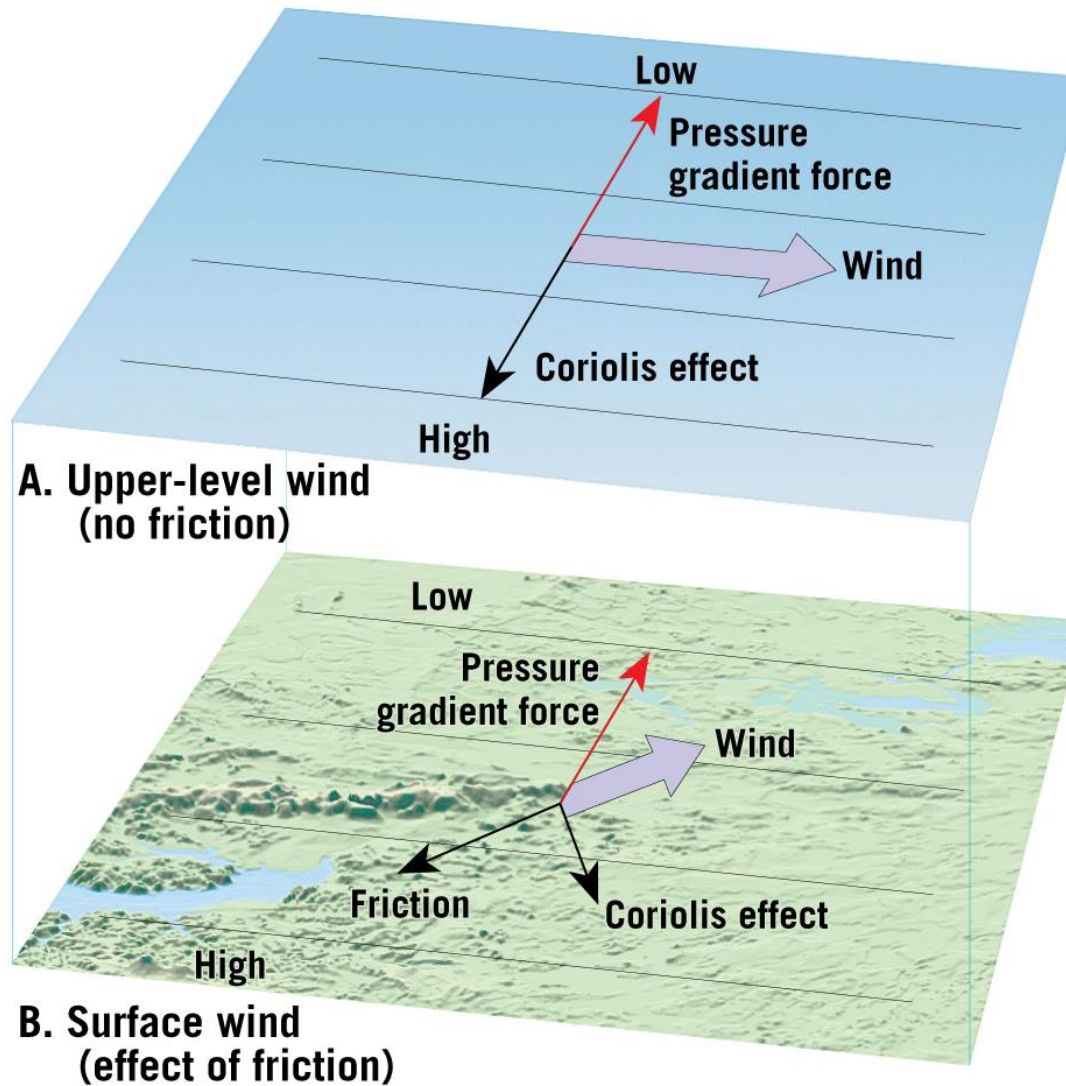 Low
Pressure
gradient force
Wind
Coriolis effect
High
A. Upper-level wind
(no friction)
Low
Pressure
gradient force
Wind
Friction
Coriolis effect
High
B. Surface wind
(effect of friction)